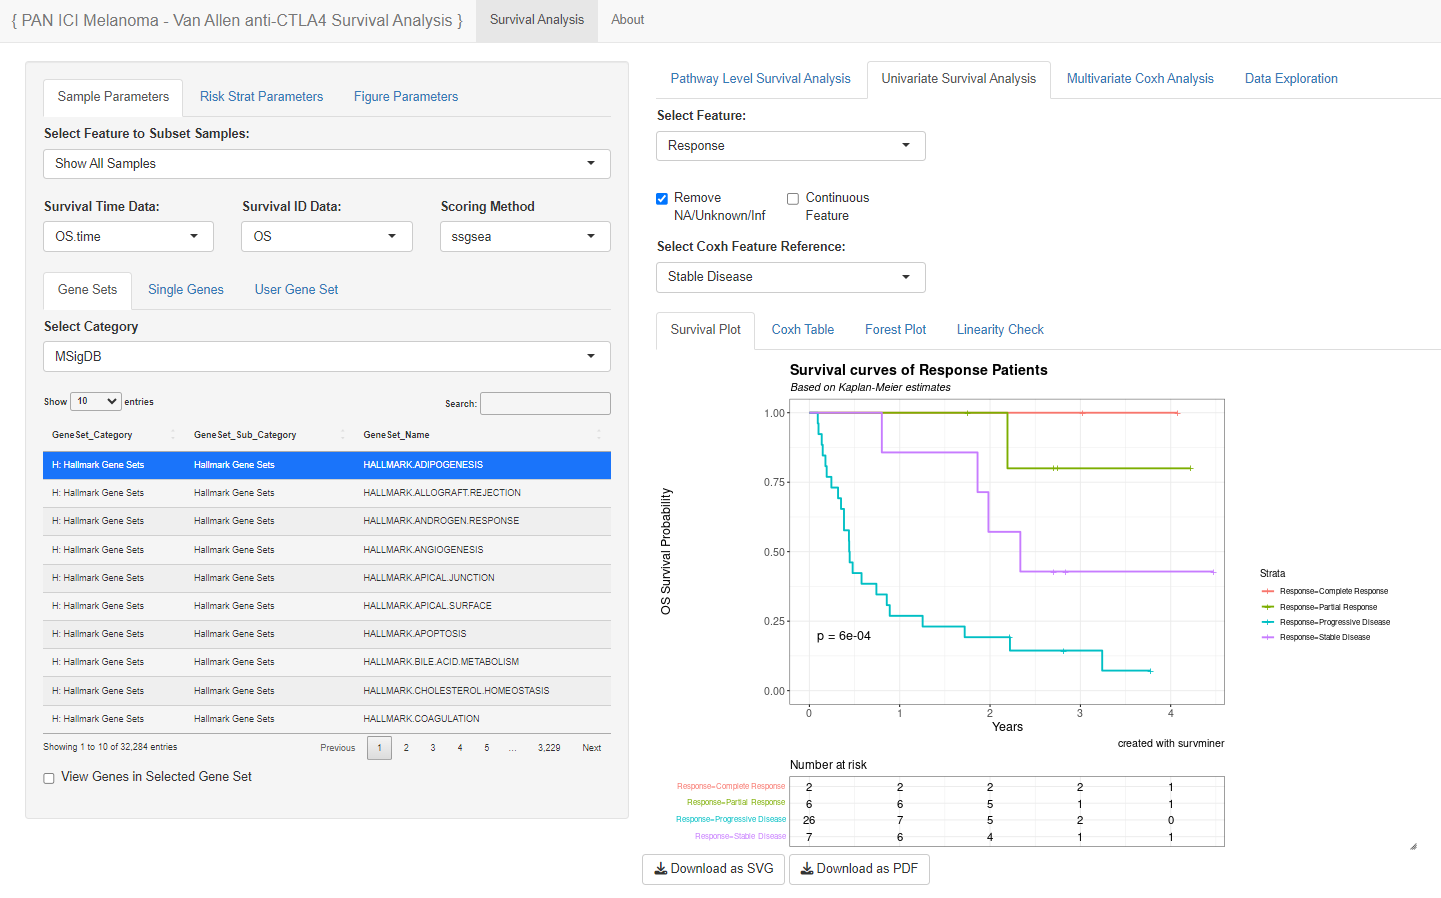 { PAN ICI Melanoma - Van Allen anti-CTLA4 Survival Analysis } Survival Analysis About
Sample Parameters Risk Strat Parameters Figure Parameters
Select Feature to Subset Samples:
Show All Samples
Survival Time Data: Survival ID Data: Scoring Method
OS.time OS ssgsea
Gene Sets Single Genes User Gene Set
Select Category
MSigDB
Show 10 entries Search:
GeneSet_Category GeneSet_Sub_Category GeneSet_Name
H: Hallmark Gene Sets Hallmark Gene Sets HALLMARK.ADIPOGENESIS
H: Hallmark Gene Sets Hallmark Gene Sets HALLMARK.ALLOGRAFT.REJECTION
H: Hallmark Gene Sets Hallmark Gene Sets HALLMARK.ANDROGEN.RESPONSE
H: Hallmark Gene Sets Hallmark Gene Sets HALLMARK.ANGIOGENESIS
H: Hallmark Gene Sets Hallmark Gene Sets HALLMARK.APICAL.JUNCTION
H: Hallmark Gene Sets Hallmark Gene Sets HALLMARK.APICAL.SURFACE
H: Hallmark Gene Sets Hallmark Gene Sets HALLMARK.APOPTOSIS
H: Hallmark Gene Sets Hallmark Gene Sets HALLMARK.BILE.ACID.METABOLISM
H: Hallmark Gene Sets Hallmark Gene Sets HALLMARK.CHOLESTEROL.HOMEOSTASIS
H: Hallmark Gene Sets Hallmark Gene Sets HALLMARK.COAGULATION
Showing 1 to 10 of 32,284 entries Previous 1 2 3 4 5 ... 3,229 Next
View Genes in Selected Gene Set
Pathway Level Survival Analysis Univariate Survival Analysis Multivariate Coxh Analysis Data Exploration
Select Feature:
Response
Remove Continuous
NA/Unknown/Inf Feature
Select Coxh Feature Reference:
Stable Disease
Survival Plot Coxh Table Forest Plot Linearity Check
Survival curves of Response Patients
Based on Kaplan-Meier estimates
OS Survival Probability
1.00
0.75
0.50
0.25
0.00
p = 6e-04
0 1 2 3 4
Years
created with survminer
Strata
Response=Complete Response
Response=Partial Response
Response=Progressive Disease
Response=Stable Disease
Number at risk
Response=Complete Response 2 2 2 2 1
Response=Partial Response 6 6 5 1 1
Response=Progressive Disease 26 7 5 2 0
Response=Stable Disease 7 6 4 1 1
Download as SVG Download as PDF